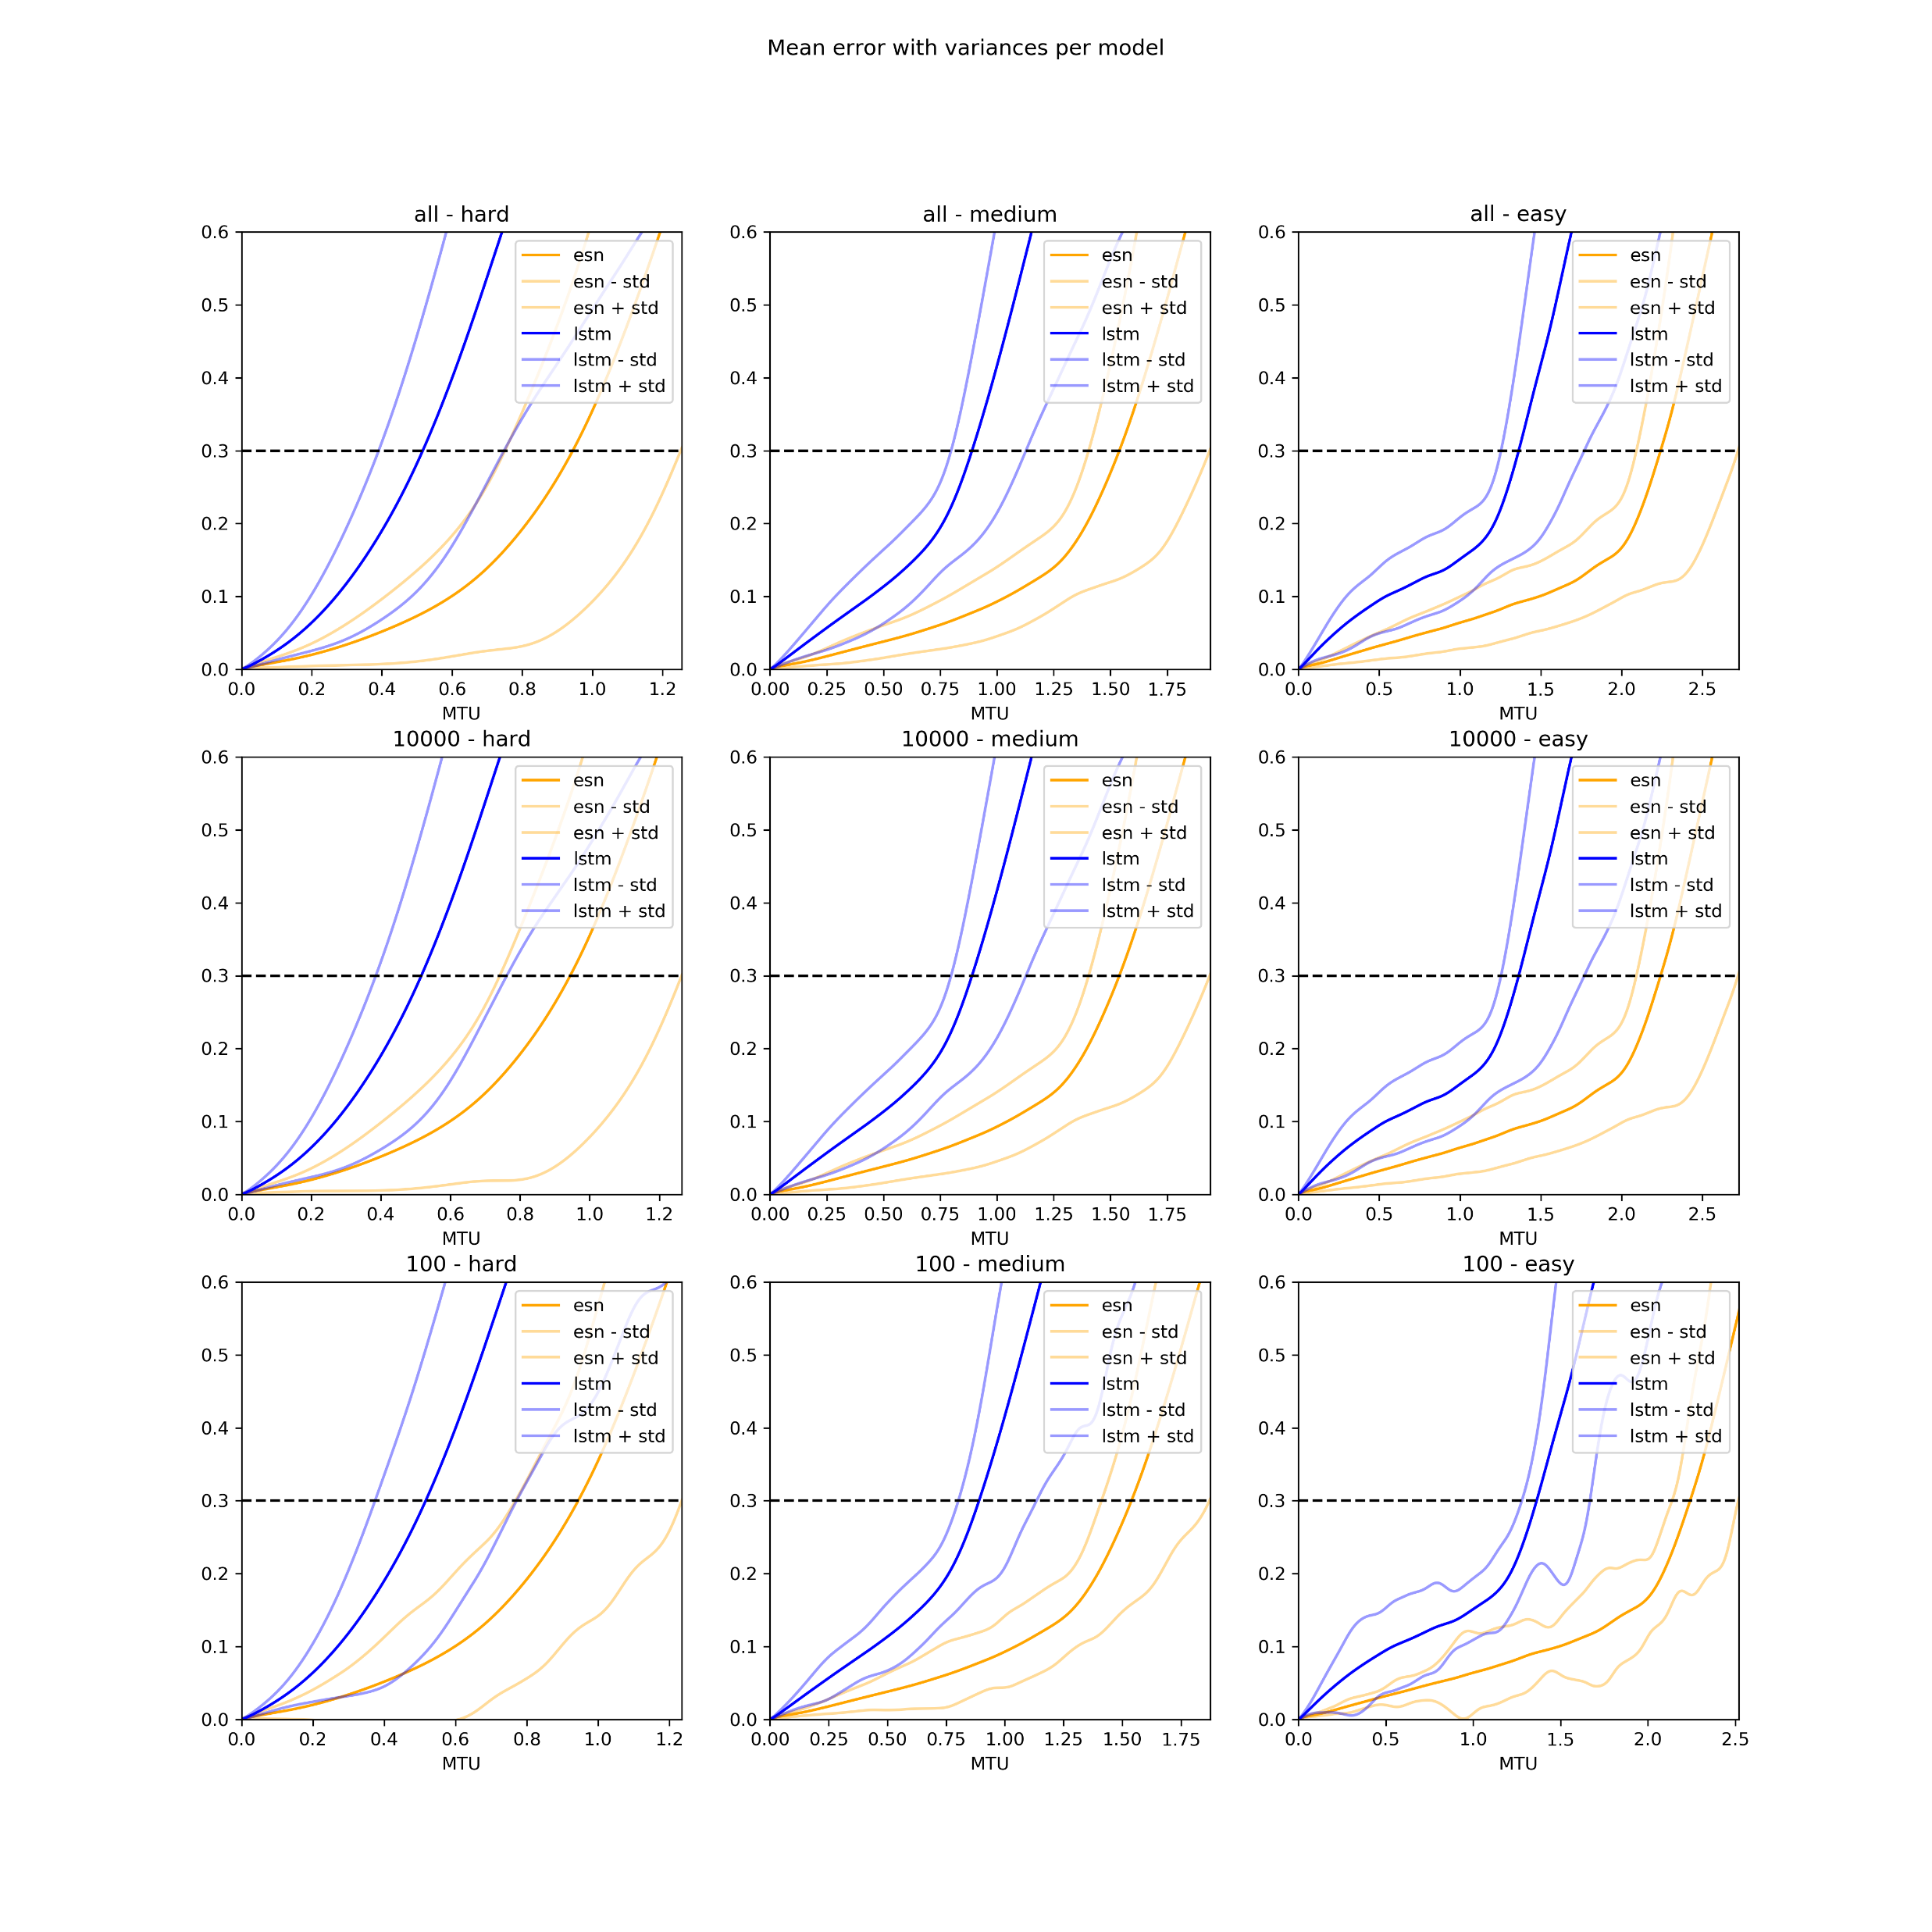 Mean error with variances per model
all - hard
0.6
0.5
0.4
0.3
0.2
0.1
0.0
esn
esn - std
esn + std
lstm
lstm - std
lstm + std
0.0 0.2 0.4 0.6 0.8 1.0 1.2
MTU
all - medium
0.6
0.5
0.4
0.3
0.2
0.1
0.0
esn
esn - std
esn + std
lstm
lstm - std
lstm + std
0.00 0.25 0.50 0.75 1.00 1.25 1.50 1.75
MTU
all - easy
0.6
0.5
0.4
0.3
0.2
0.1
0.0
esn
esn - std
esn + std
lstm
lstm - std
lstm + std
0.0 0.5 1.0 1.5 2.0 2.5
MTU
10000 - hard
0.6
0.5
0.4
0.3
0.2
0.1
0.0
esn
esn - std
esn + std
lstm
lstm - std
lstm + std
0.0 0.2 0.4 0.6 0.8 1.0 1.2
MTU
10000 - medium
0.6
0.5
0.4
0.3
0.2
0.1
0.0
esn
esn - std
esn + std
lstm
lstm - std
lstm + std
0.00 0.25 0.50 0.75 1.00 1.25 1.50 1.75
MTU
10000 - easy
0.6
0.5
0.4
0.3
0.2
0.1
0.0
esn
esn - std
esn + std
lstm
lstm - std
lstm + std
0.0 0.5 1.0 1.5 2.0 2.5
MTU
100 - hard
0.6
0.5
0.4
0.3
0.2
0.1
0.0
esn
esn - std
esn + std
lstm
lstm - std
lstm + std
0.0 0.2 0.4 0.6 0.8 1.0 1.2
MTU
100 - medium
0.6
0.5
0.4
0.3
0.2
0.1
0.0
esn
esn - std
esn + std
lstm
lstm - std
lstm + std
0.00 0.25 0.50 0.75 1.00 1.25 1.50 1.75
MTU
100 - easy
0.6
0.5
0.4
0.3
0.2
0.1
0.0
esn
esn - std
esn + std
lstm
lstm - std
lstm + std
0.0 0.5 1.0 1.5 2.0 2.5
MTU